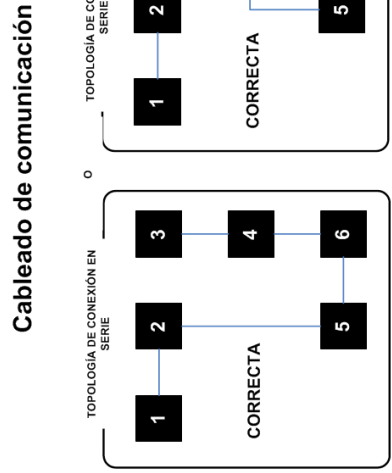 Cableado de comunicación
TOPOLOGÍA DE CONEXIÓN EN
SERIE
1
2
3
4
5
6
CORRECTA
O
TOPOLOGÍA DE CO
SERIE
1
2
5
CORRECTA